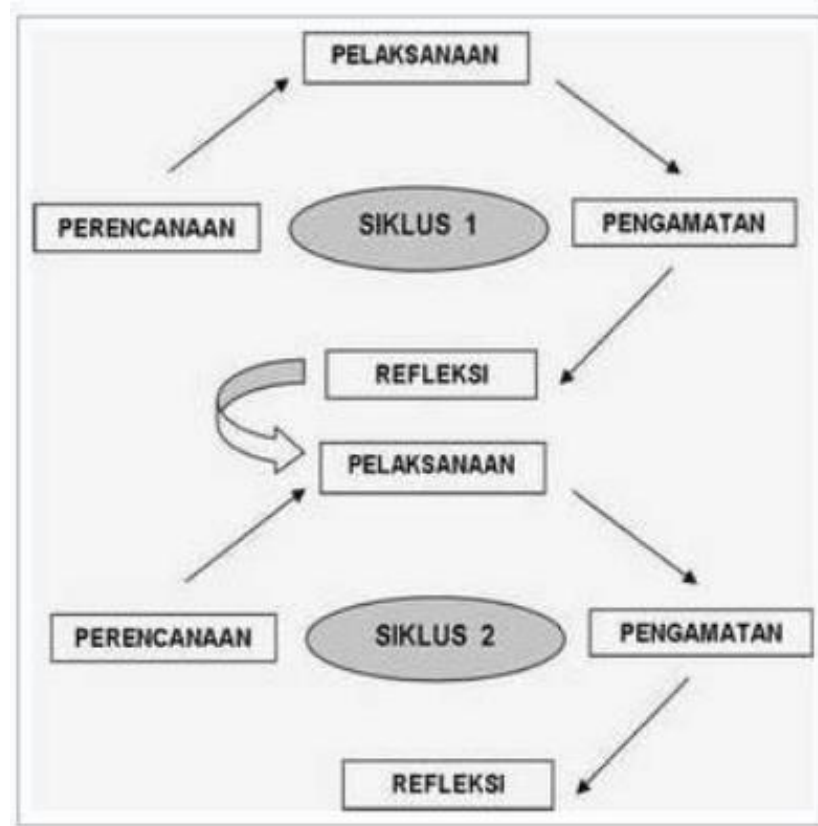 PELAKSANAAN
PERENCANAAN
SIKLUS 1
PENGAMATAN
REFLEKSI
PELAKSANAAN
PERENCANAAN
SIKLUS 2
PENGAMATAN
REFLEKSI